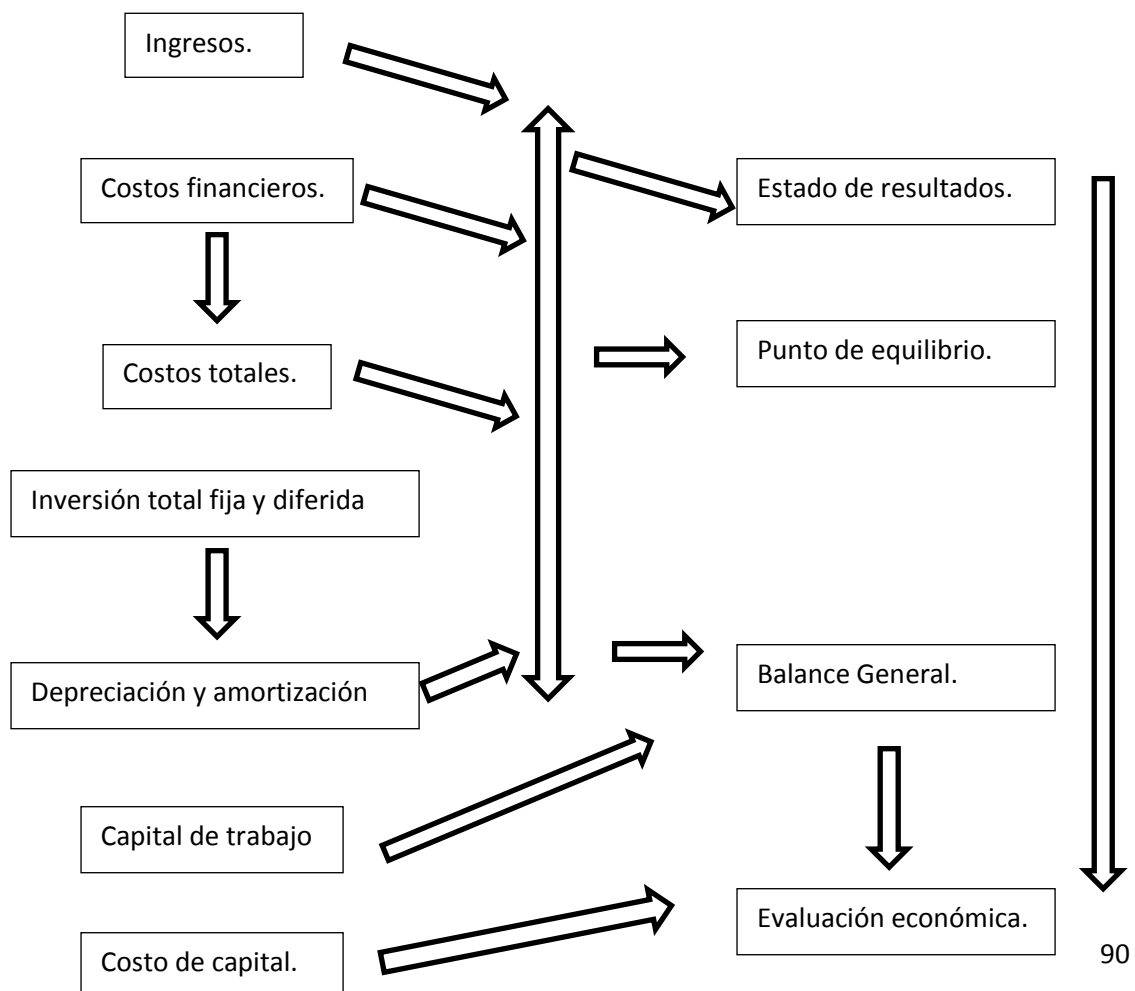 Ingresos.
Costos financieros.
Estado de resultados.
Costos totales.
Punto de equilibrio.
Inversión total fija y diferida
Depreciación y amortización
Balance General.
Capital de trabajo
Evaluación económica.
Costo de capital.
90